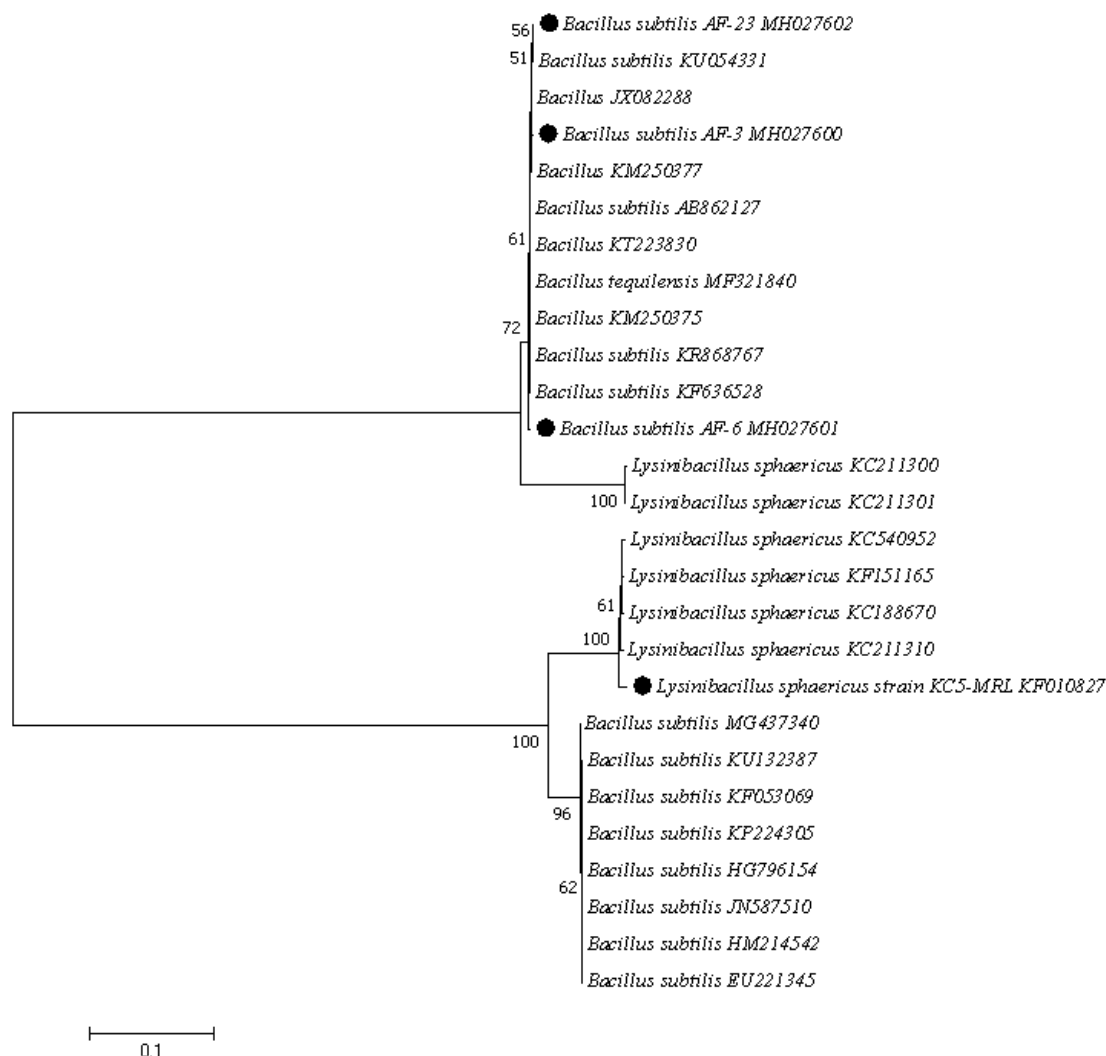 56
Bacillus subtilis AF-23 MH027602
51
Bacillus subtilis KU054331
Bacillus JX082288
Bacillus subtilis AF-3 MH027600
Bacillus KM250377
Bacillus subtilis AB862127
61
Bacillus KT223830
Bacillus tequilensis MF321840
Bacillus KM250375
72
Bacillus subtilis KR868767
Bacillus subtilis KF636528
Bacillus subtilis AF-6 MH027601
Lysinibacillus sphaericus KC211300
100
Lysinibacillus sphaericus KC211301
Lysinibacillus sphaericus KC540952
Lysinibacillus sphaericus KF151165
61
Lysinibacillus sphaericus KC188670
100
Lysinibacillus sphaericus KC211310
Lysinibacillus sphaericus strain KC5-MRL KF010827
Bacillus subtilis MG437340
100
Bacillus subtilis KU132387
Bacillus subtilis KF053069
96
Bacillus subtilis KP224305
Bacillus subtilis HG796154
62
Bacillus subtilis JN587510
Bacillus subtilis HM214542
Bacillus subtilis EU221345
0.1